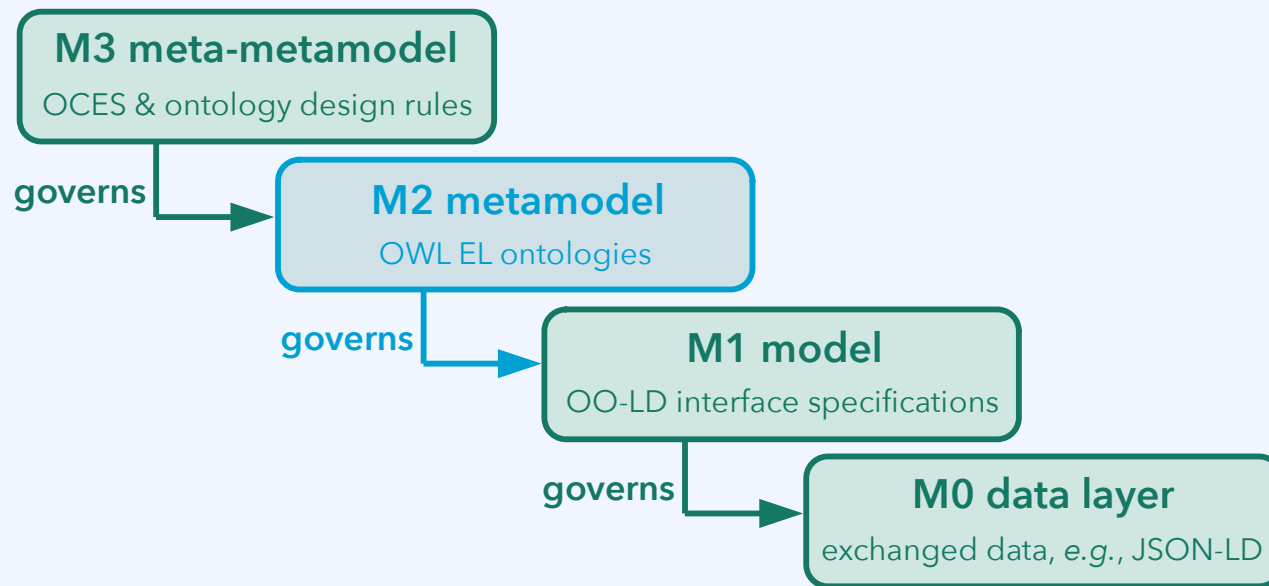 M3 meta-metamodel
OCES & ontology design rules
governs
M2 metamodel
OWL EL ontologies
governs
M1 model
OO-LD interface specifications
governs
M0 data layer
exchanged data, e.g., JSON-LD